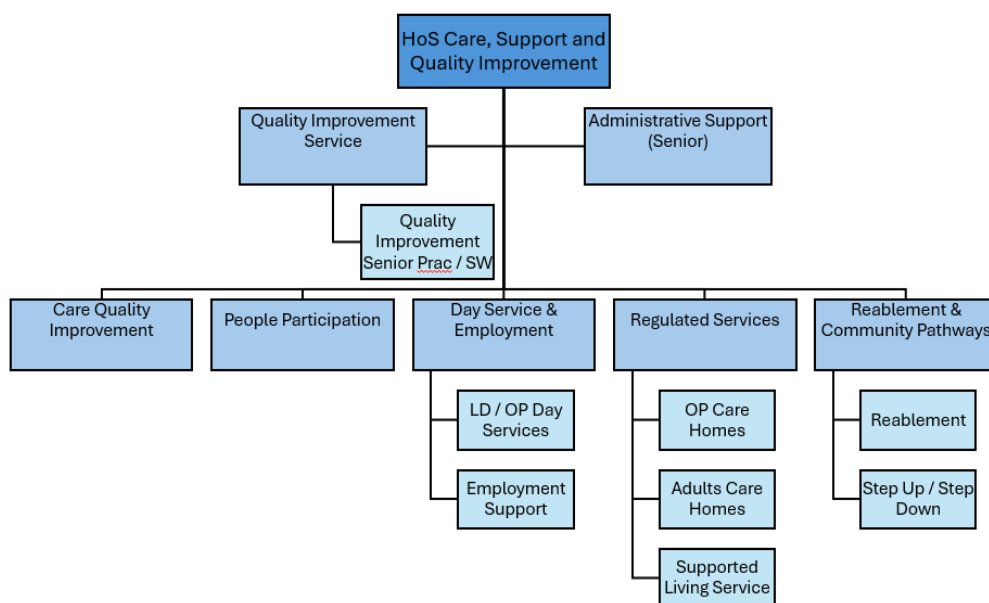 HoS Care, Support and
Quality Improvement
Quality Improvement
Service
Administrative Support
(Senior)
Quality
Improvement
Senior Prac / SW
Care Quality
Improvement
People Participation
Day Service &
Employment
Regulated Services
Reablement &
Community Pathways
LD / OP Day
Services
Employment
Support
OP Care
Homes
Adults Care
Homes
Supported
Living Service
Reablement
Step Up / Step
Down